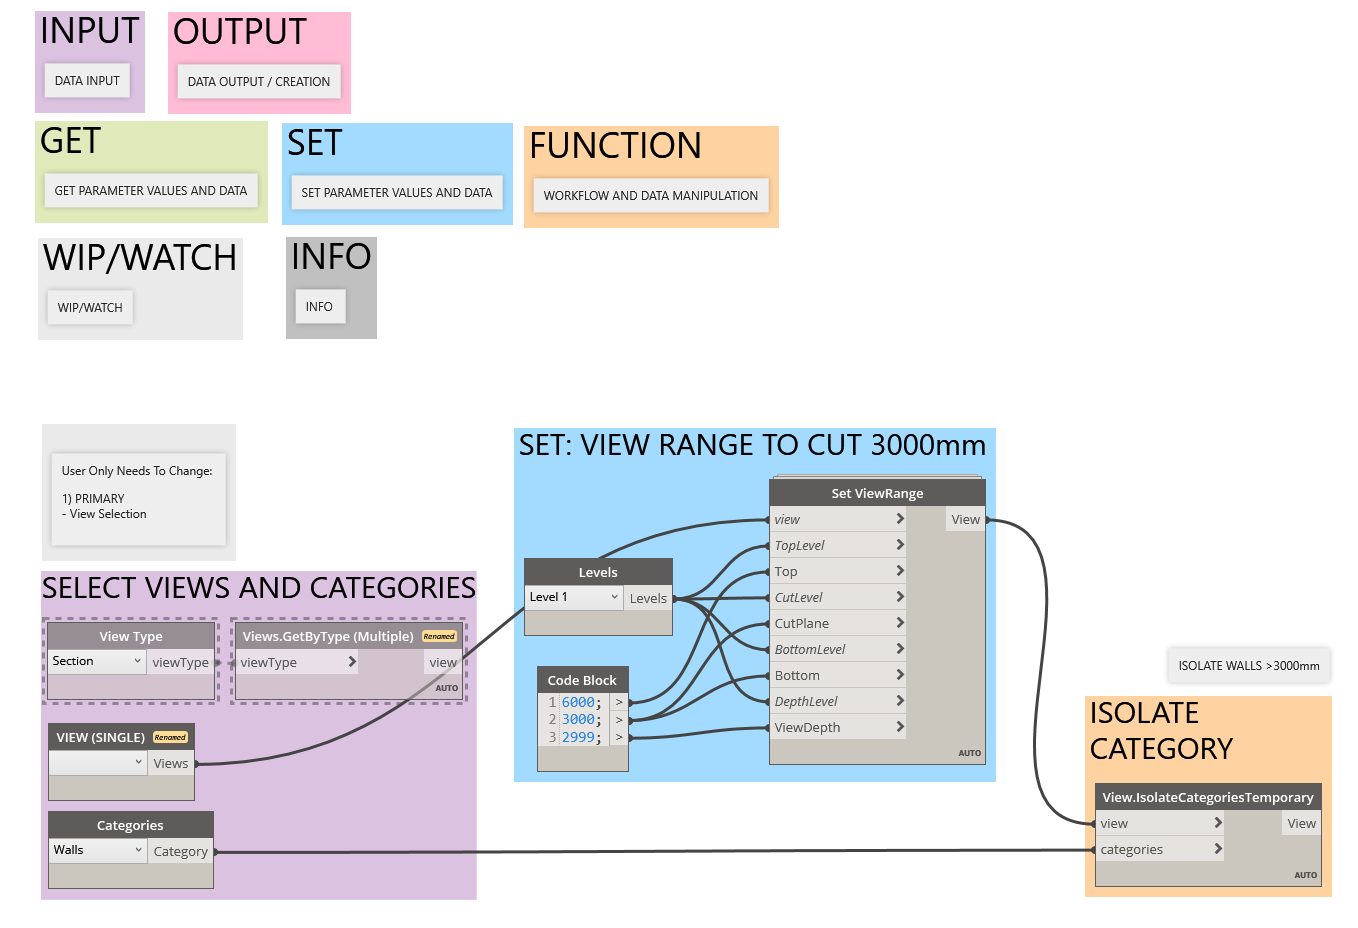 INPUT
DATA INPUT
OUTPUT
DATA OUTPUT / CREATION
GET
GET PARAMETER VALUES AND DATA
SET
SET PARAMETER VALUES AND DATA
FUNCTION
WORKFLOW AND DATA MANIPULATION
WIP/WATCH
WIP/WATCH
INFO
INFO
User Only Needs To Change:
1) PRIMARY
- View Selection
SELECT VIEWS AND CATEGORIES
View Type
Section
viewType
Views.GetByType (Multiple) Renamed
viewType
view
AUTO
VIEW (SINGLE) Renamed
Views
Categories
Walls
Category
SET: VIEW RANGE TO CUT 3000mm
Levels
Level 1
Levels
Code Block
1 6000; >
2 3000; >
3 2999; >
Set ViewRange
view
View
TopLevel
Top
CutLevel
CutPlane
BottomLevel
Bottom
DepthLevel
ViewDepth
AUTO
ISOLATE WALLS >3000mm
ISOLATE
CATEGORY
View.IsolateCategoriesTemporary
view
View
categories
AUTO